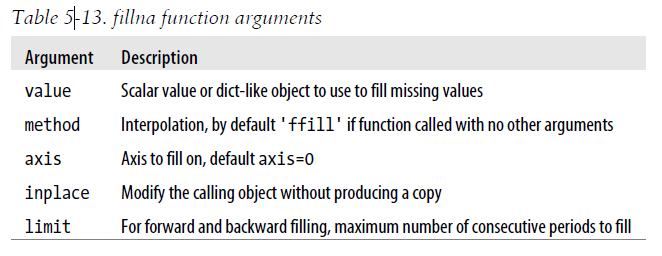 Table 5-13. fillna function arguments
Argument Description
value Scalar value or dict-like object to use to fill missing values
method Interpolation, by default 'ffill' if function called with no other arguments
axis Axis to fill on, default axis=0
inplace Modify the calling object without producing a copy
limit For forward and backward filling, maximum number of consecutive periods to fill